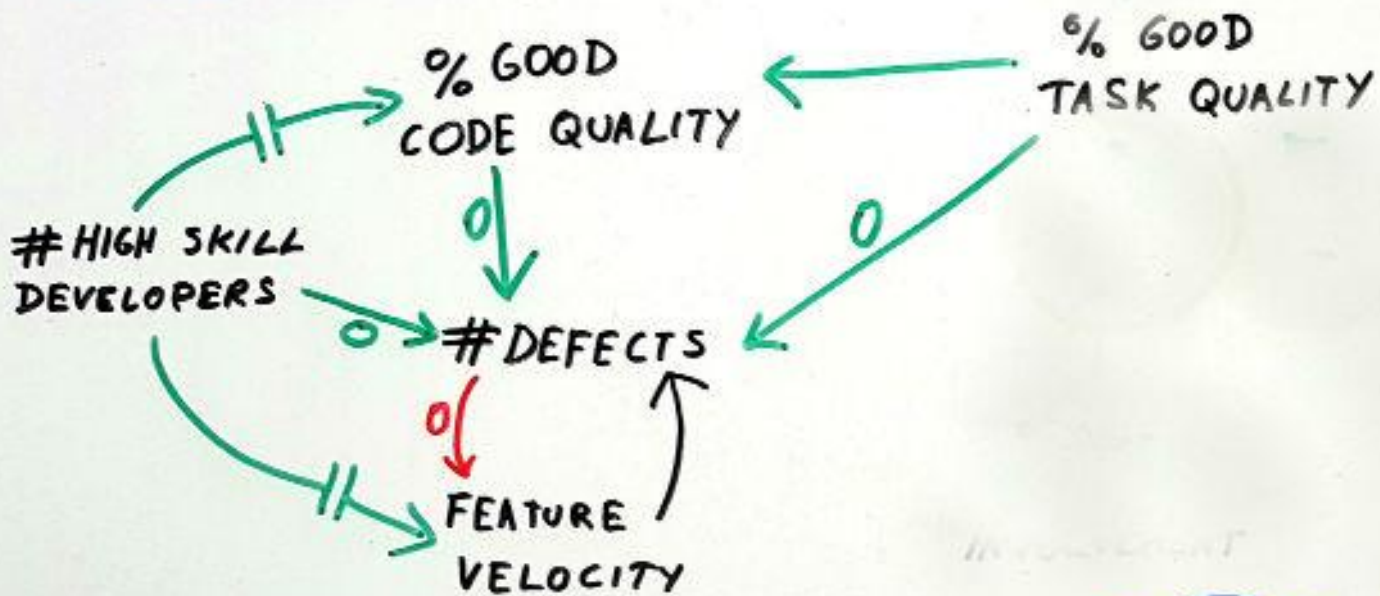 % GOOD
CODE QUALITY
% GOOD
TASK QUALITY
# HIGH SKILL
DEVELOPERS
O
O
O
# DEFECTS
O
FEATURE
VELOCITY